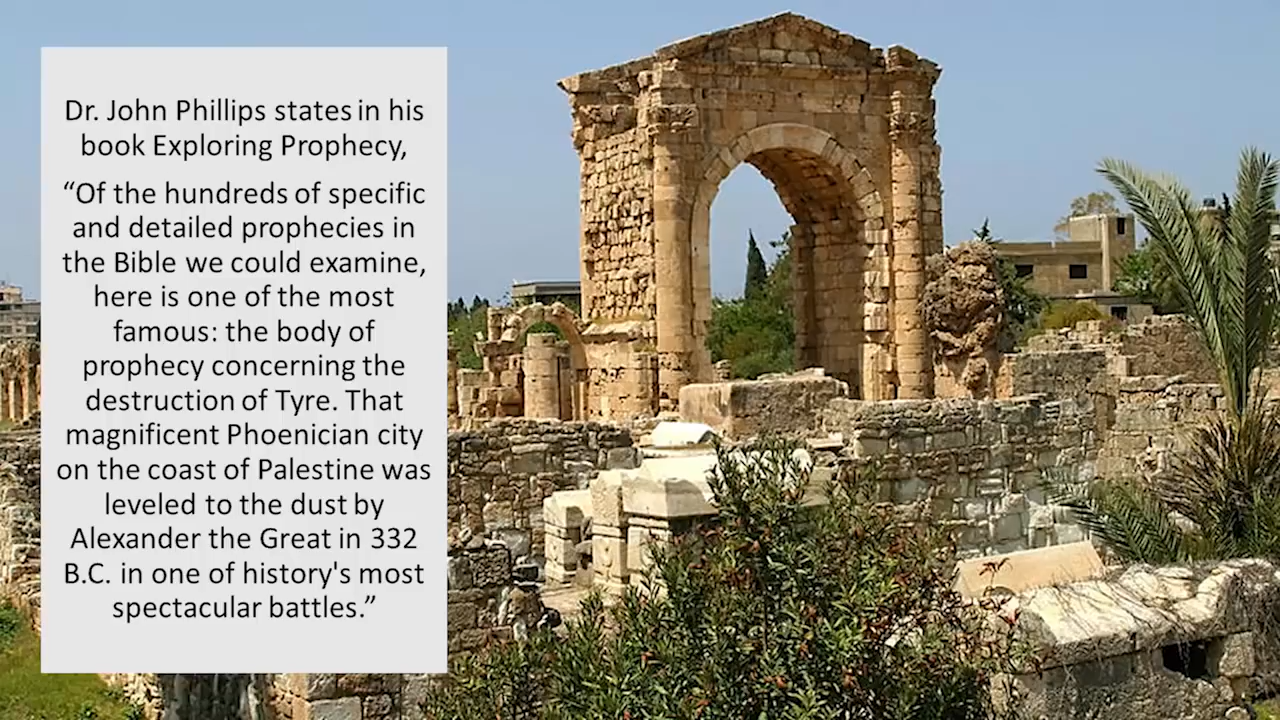 Dr. John Phillips states in his
book Exploring Prophecy,
“Of the hundreds of specific
and detailed prophecies in
the Bible we could examine,
here is one of the most
famous: the body of
prophecy concerning the
destruction of Tyre. That
magnificent Phoenician city
on the coast of Palestine was
leveled to the dust by
Alexander the Great in 332
B.C. in one of history's most
spectacular battles.”